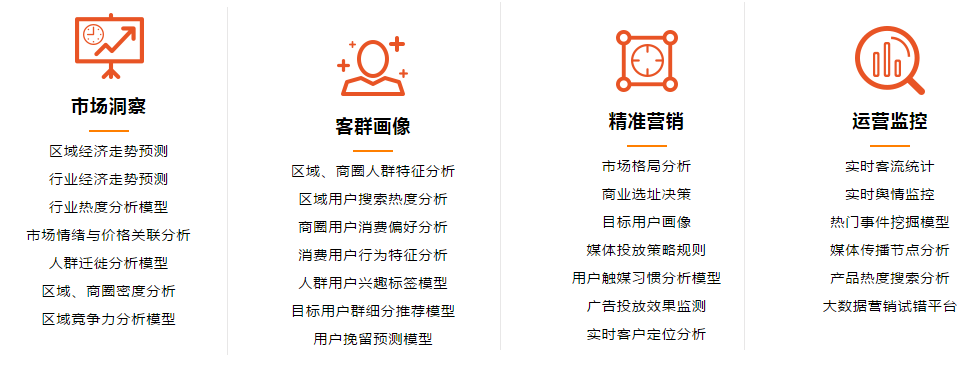 市场洞察
区域经济走势预测
行业经济走势预测
行业热度分析模型
市场情绪与价格关联分析
人群迁徙分析模型
区域、商圈密度分析
区域竞争力分析模型
客群画像
区域、商圈人群特征分析
区域用户搜索热度分析
商圈用户消费偏好分析
消费用户行为特征分析
人群用户兴趣标签模型
目标用户群细分推荐模型
用户挽留预测模型
精准营销
市场格局分析
商业选址决策
目标用户画像
媒体投放策略规则
用户触媒习惯分析模型
广告投放效果监测
实时客户定位分析
运营监控
实时客流统计
实时舆情监控
热门事件挖掘模型
媒体传播节点分析
产品热度搜索分析
大数据营销试错平台